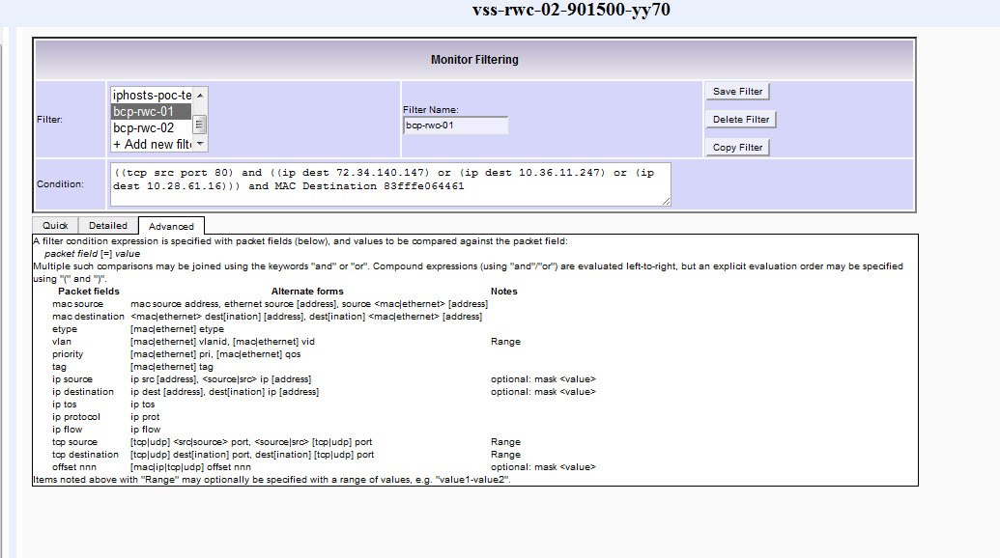 vss-rwc-02-901500-yy70
Monitor Filtering
Filter:
iphosts-poc-te
bcp-rwc-01
bcp-rwc-02
+ Add new filt
Filter Name:
bcp-rwc-01
Save Filter
Delete Filter
Copy Filter
Condition:
((tcp src port 80) and ((ip dest 72.34.140.147) or (ip dest 10.36.11.247) or (ip
dest 10.28.61.16))) and MAC Destination 83fffe064461
Quick Detailed Advanced
A filter condition expression is specified with packet fields (below), and values to be compared against the packet field:
packet field [=] value
Multiple such comparisons may be joined using the keywords "and" or "or". Compound expressions (using "and"/"or") are evaluated left-to-right, but an explicit evaluation order may be specified
using "(" and ")".
Packet fields Alternate forms Notes
mac source mac source address, ethernet source [address], source <mac|ethernet> [address]
mac destination <mac|ethernet> dest[ination] [address], dest[ination] <mac|ethernet> [address]
etype [mac|ethernet] etype
vlan [mac|ethernet] vlanid, [mac|ethernet] vid Range
priority [mac|ethernet] pri, [mac|ethernet] qos
tag [mac|ethernet] tag
ip source ip src [address], <source|src> ip [address] optional: mask <value>
ip destination ip dest [address], dest[ination] ip [address] optional: mask <value>
ip tos ip tos
ip protocol ip prot
ip flow ip flow
tcp source [tcp|udp] <src|source> port, <source|src> [tcp|udp] port Range
tcp destination [tcp|udp] dest[ination] port, dest[ination] [tcp|udp] port Range
offset nnn [mac|ip|tcp|udp] offset nnn optional: mask <value>
Items noted above with "Range" may optionally be specified with a range of values, e.g. "value1-value2".